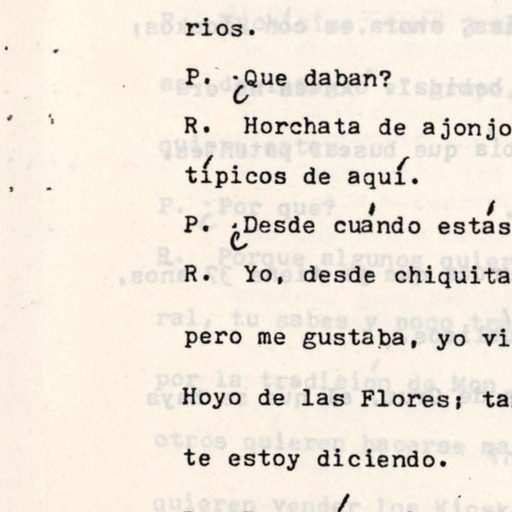 rios.
P. ¿Que daban?
R. Horchata de ajonjo
típicos de aquí.
P. ¿Desde cuándo estás
R. Yo, desde chiquita
pero me gustaba, yo vi
Hoyo de las Flores; ta
te estoy diciendo.